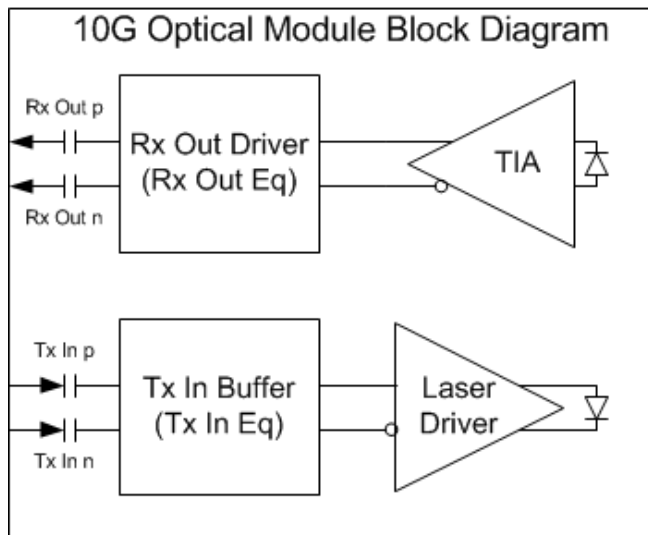 10G Optical Module Block Diagram
Rx Out p
Rx Out Driver
(Rx Out Eq)
TIA
Rx Out n
Tx In p
Tx In Buffer
(Tx In Eq)
Laser
Driver
Tx In n